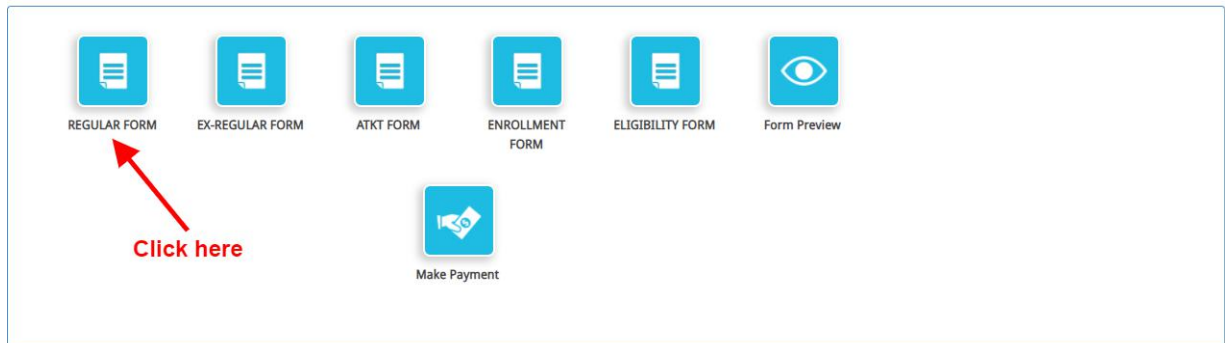 REGULAR FORM
EX-REGULAR FORM
ATKT FORM
ENROLLMENT
FORM
ELIGIBILITY FORM
Form Preview
Click here
Make Payment